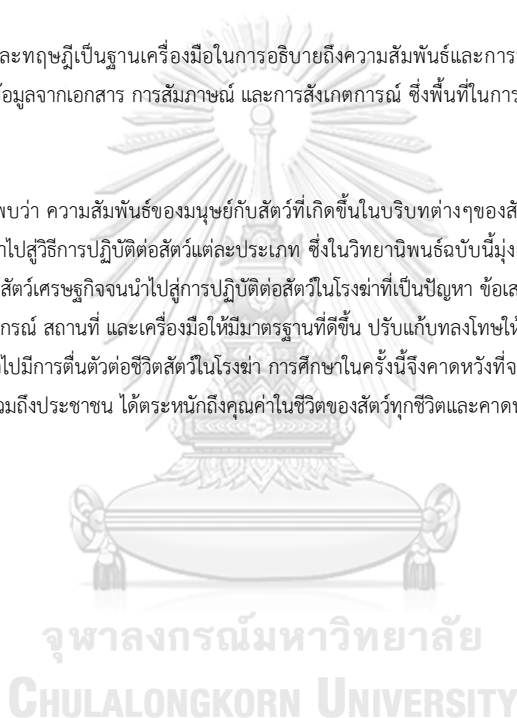 ละทฤษฎีเป็นฐานเครื่องมือในการอธิบายถึงความสัมพันธ์และการ
ข้อมูลจากเอกสาร การสัมภาษณ์ และการสังเกตการณ์ ซึ่งพื้นที่ในการ
พบว่า ความสัมพันธ์ของมนุษย์กับสัตว์ที่เกิดขึ้นในบริบทต่างๆของสั
าไปสู่วิธีการปฏิบัติต่อสัตว์แต่ละประเภท ซึ่งในวิทยานิพนธ์ฉบับนี้มุ่ง
สัตว์เศรษฐกิจจนนำไปสู่การปฏิบัติต่อสัตว์ในโรงฆ่าที่เป็นปัญหา ข้อเส
กรณ์ สถานที่ และเครื่องมือให้มีมาตรฐานที่ดีขึ้น ปรับแก้บทลงโทษให้
ไปมีการตื่นตัวต่อชีวิตสัตว์ในโรงฆ่า การศึกษาในครั้งนี้จึงคาดหวังที่จ
วมถึงประชาชน ได้ตระหนักถึงคุณค่าในชีวิตของสัตว์ทุกชีวิตและคาดห
จุฬาลงกรณ์มหาวิทยาลัย
CHULALONGKORN UNIVERSITY